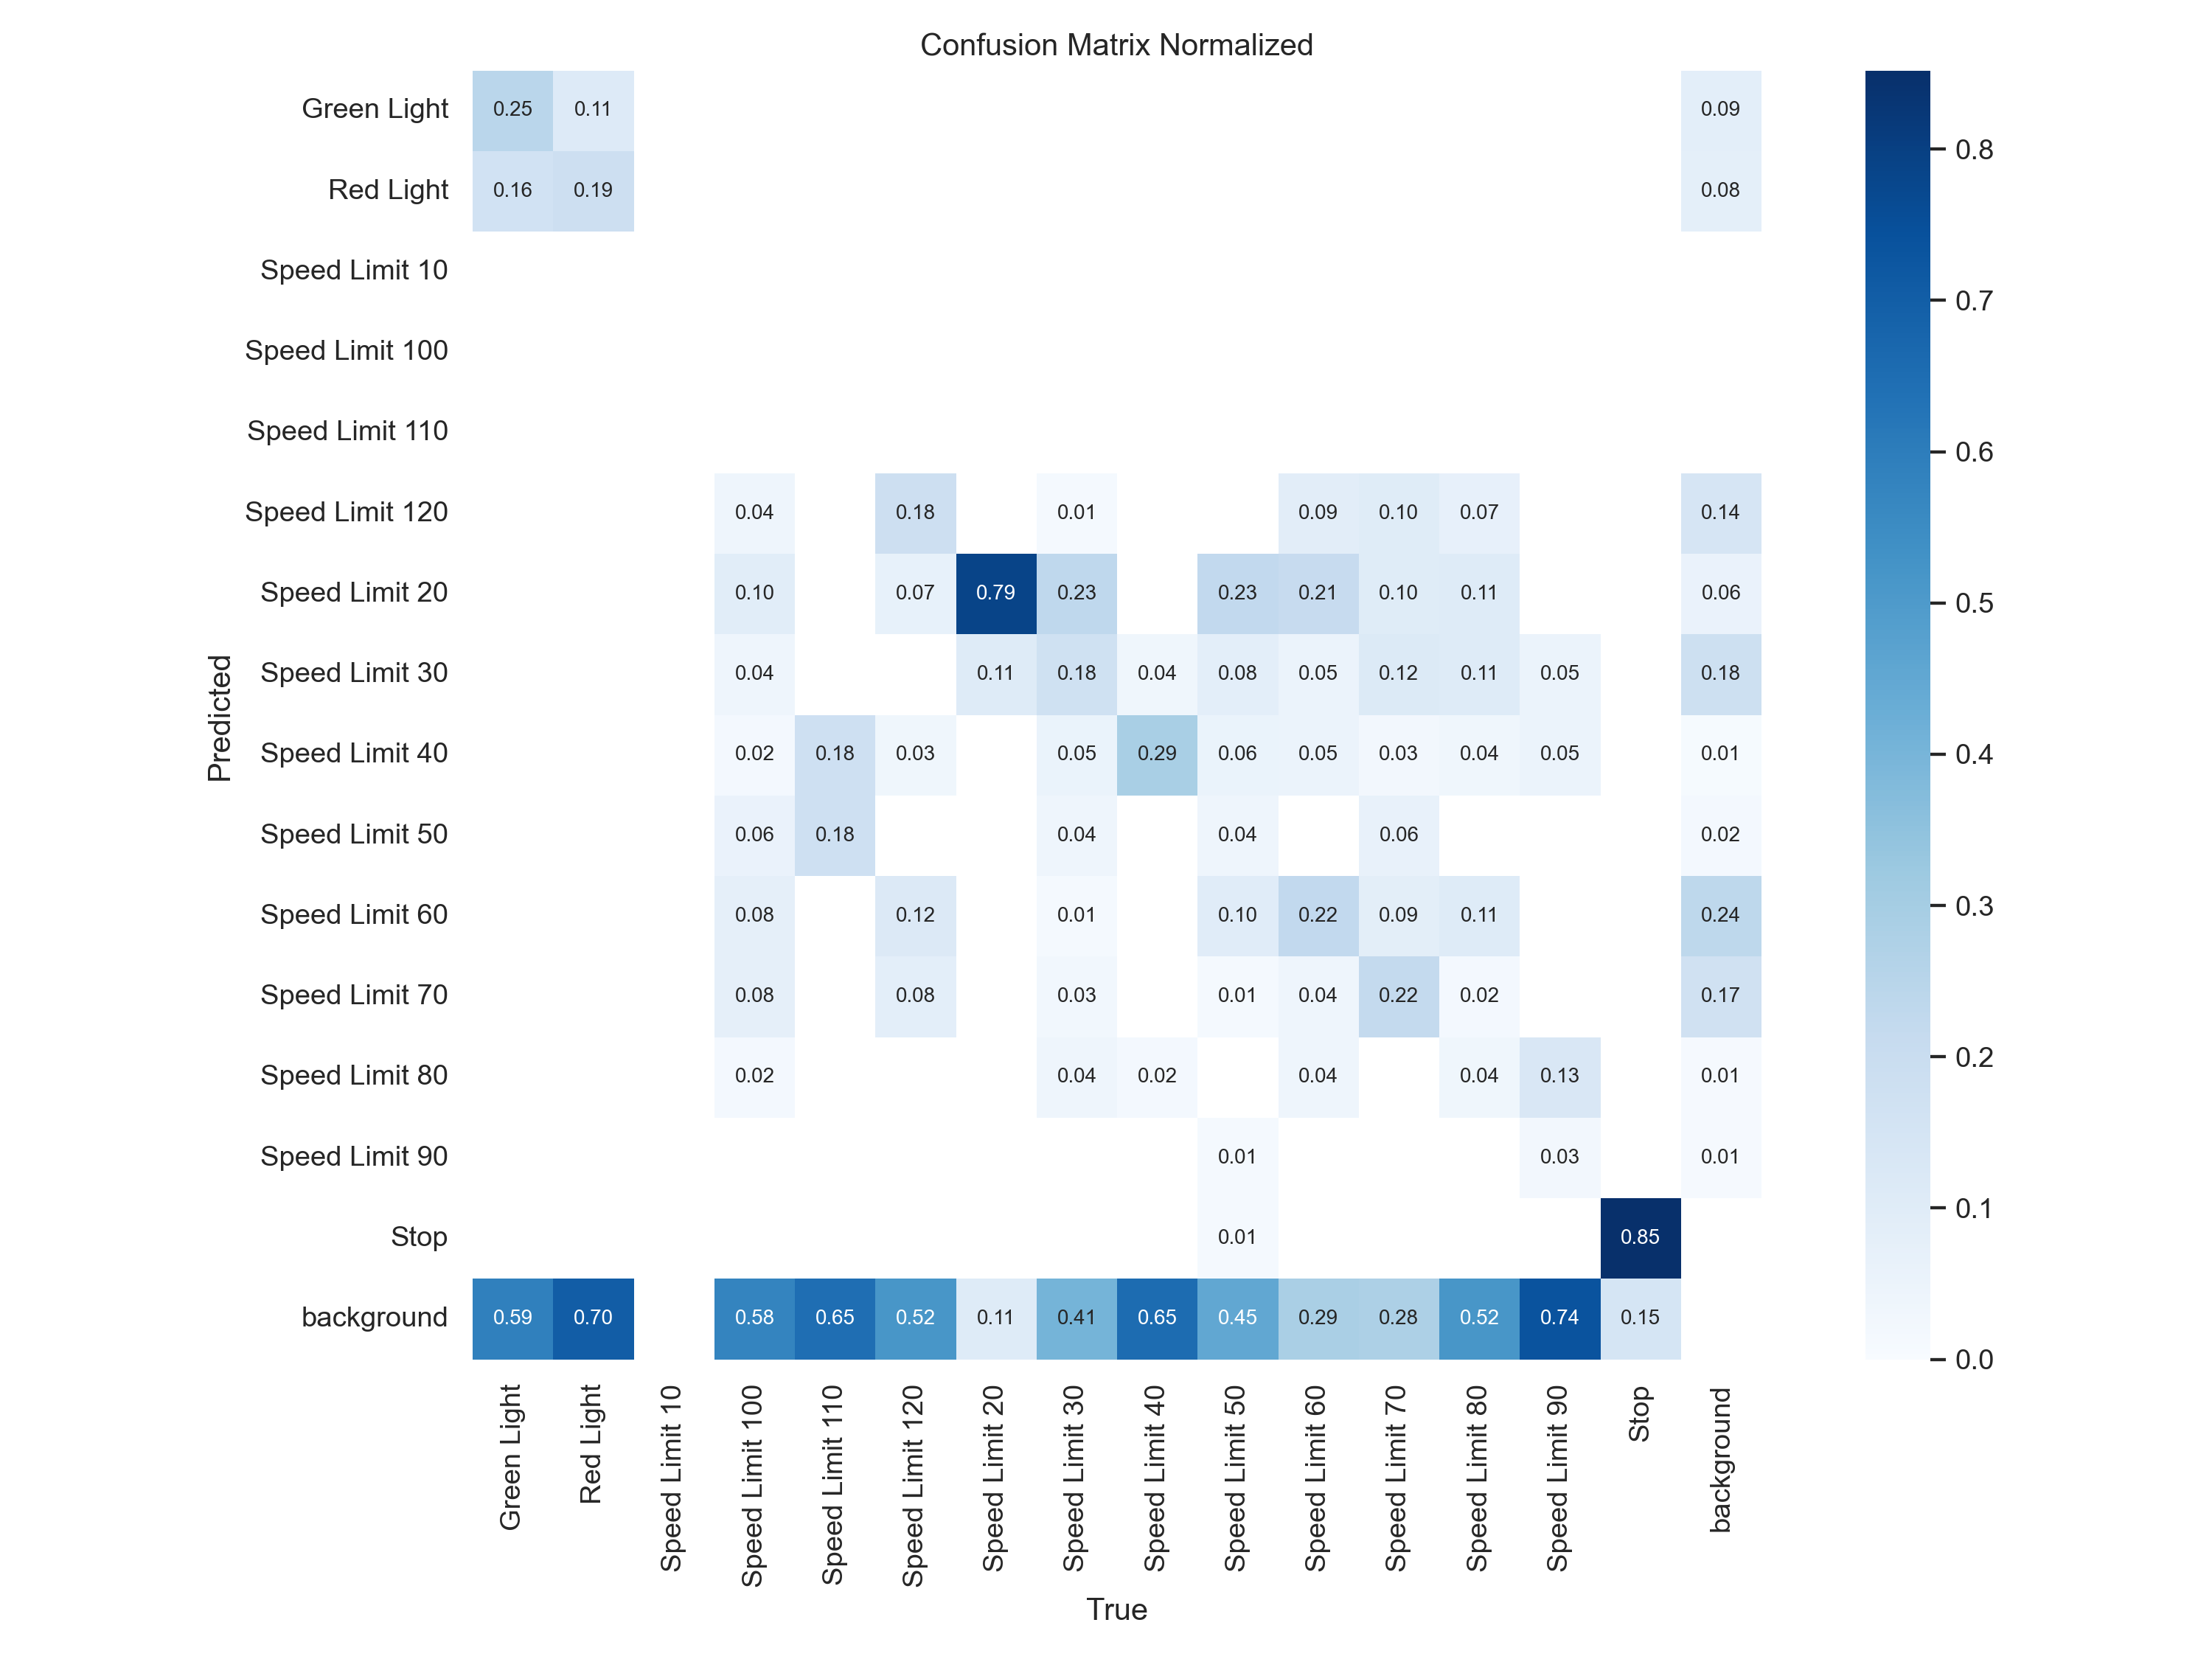 Confusion Matrix Normalized
Green Light 0.25 0.11 0.09
Red Light 0.16 0.19 0.08
Speed Limit 10
Speed Limit 100
Speed Limit 110
Speed Limit 120 0.04 0.18 0.01 0.09 0.10 0.07 0.14
Speed Limit 20 0.10 0.07 0.79 0.23 0.23 0.21 0.10 0.11 0.06
Speed Limit 30 0.04 0.11 0.18 0.04 0.08 0.05 0.12 0.11 0.05 0.18
Speed Limit 40 0.02 0.18 0.03 0.05 0.29 0.06 0.05 0.03 0.04 0.05 0.01
Speed Limit 50 0.06 0.18 0.04 0.04 0.06 0.02
Speed Limit 60 0.08 0.12 0.01 0.10 0.22 0.09 0.11 0.24
Speed Limit 70 0.08 0.08 0.03 0.01 0.04 0.22 0.02 0.17
Speed Limit 80 0.02 0.04 0.02 0.04 0.04 0.13 0.01
Speed Limit 90 0.01 0.03 0.01
Stop 0.01 0.85
background 0.59 0.70 0.58 0.65 0.52 0.11 0.41 0.65 0.45 0.29 0.28 0.52 0.74 0.15
Predicted
Green Light
Red Light
Speed Limit 10
Speed Limit 100
Speed Limit 110
Speed Limit 120
Speed Limit 20
Speed Limit 30
Speed Limit 40
Speed Limit 50
Speed Limit 60
Speed Limit 70
Speed Limit 80
Speed Limit 90
Stop
background
True
0.8
0.7
0.6
0.5
0.4
0.3
0.2
0.1
0.0